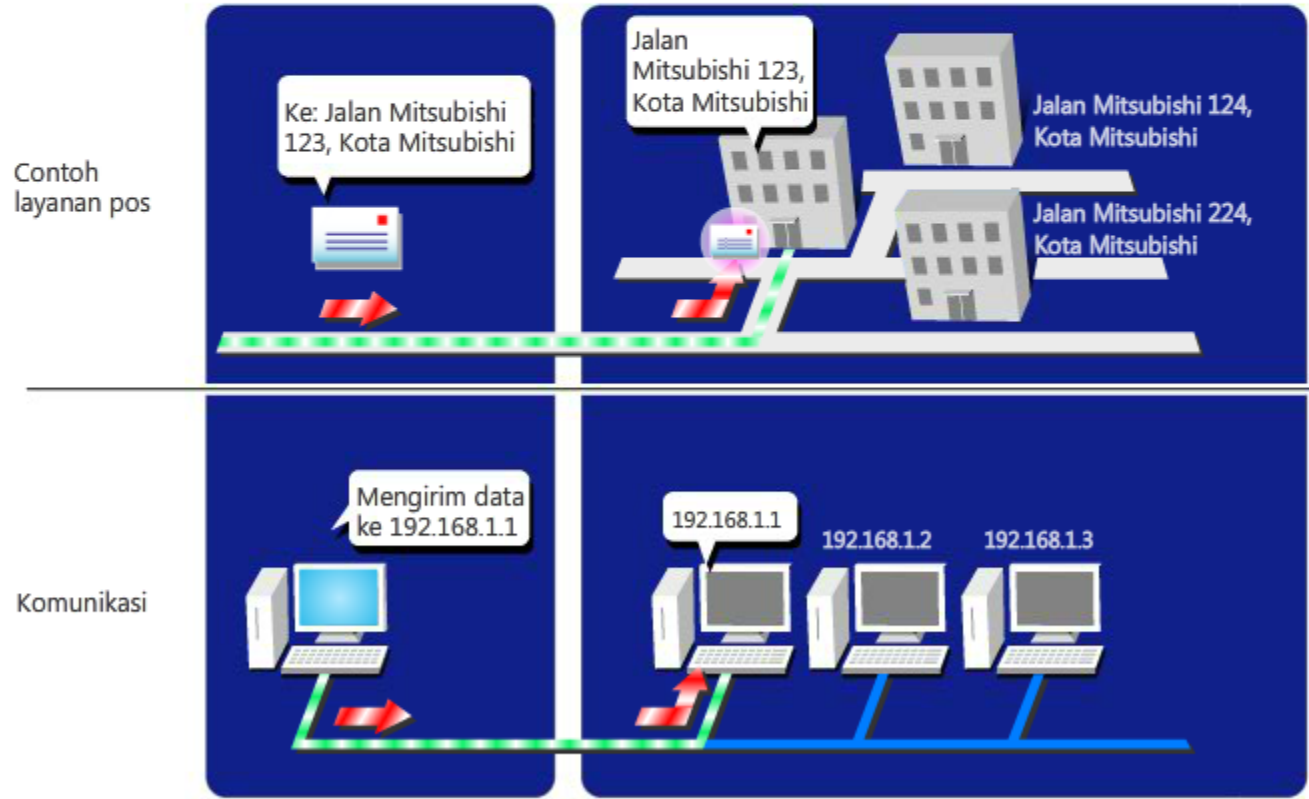 Contoh
layanan pos
Ke: Jalan Mitsubishi
123, Kota Mitsubishi
Jalan
Mitsubishi 123,
Kota Mitsubishi
Jalan Mitsubishi 124,
Kota Mitsubishi
Jalan Mitsubishi 224,
Kota Mitsubishi
Komunikasi
Mengirim data
ke 192.168.1.1
192.168.1.1
192.168.1.2
192.168.1.3